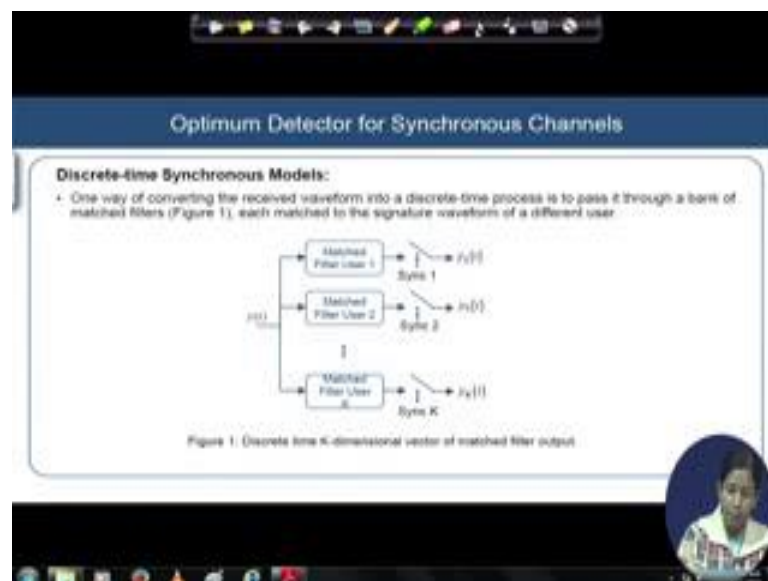 Optimum Detector for Synchronous Channels
Discrete-time Synchronous Models:
• One way of converting the received waveform into a discrete-time process is to pass it through a bank of
matched filters (Figure 1), each matched to the signature waveform of a different user.
Matched
Filter User 1
Sync 1
y₁[i]
Matched
Filter User 2
Sync 2
Matched
Filter User
K
Sync K
y_K[i]
Figure 1: Discrete time K-dimensional vector of matched filter output.